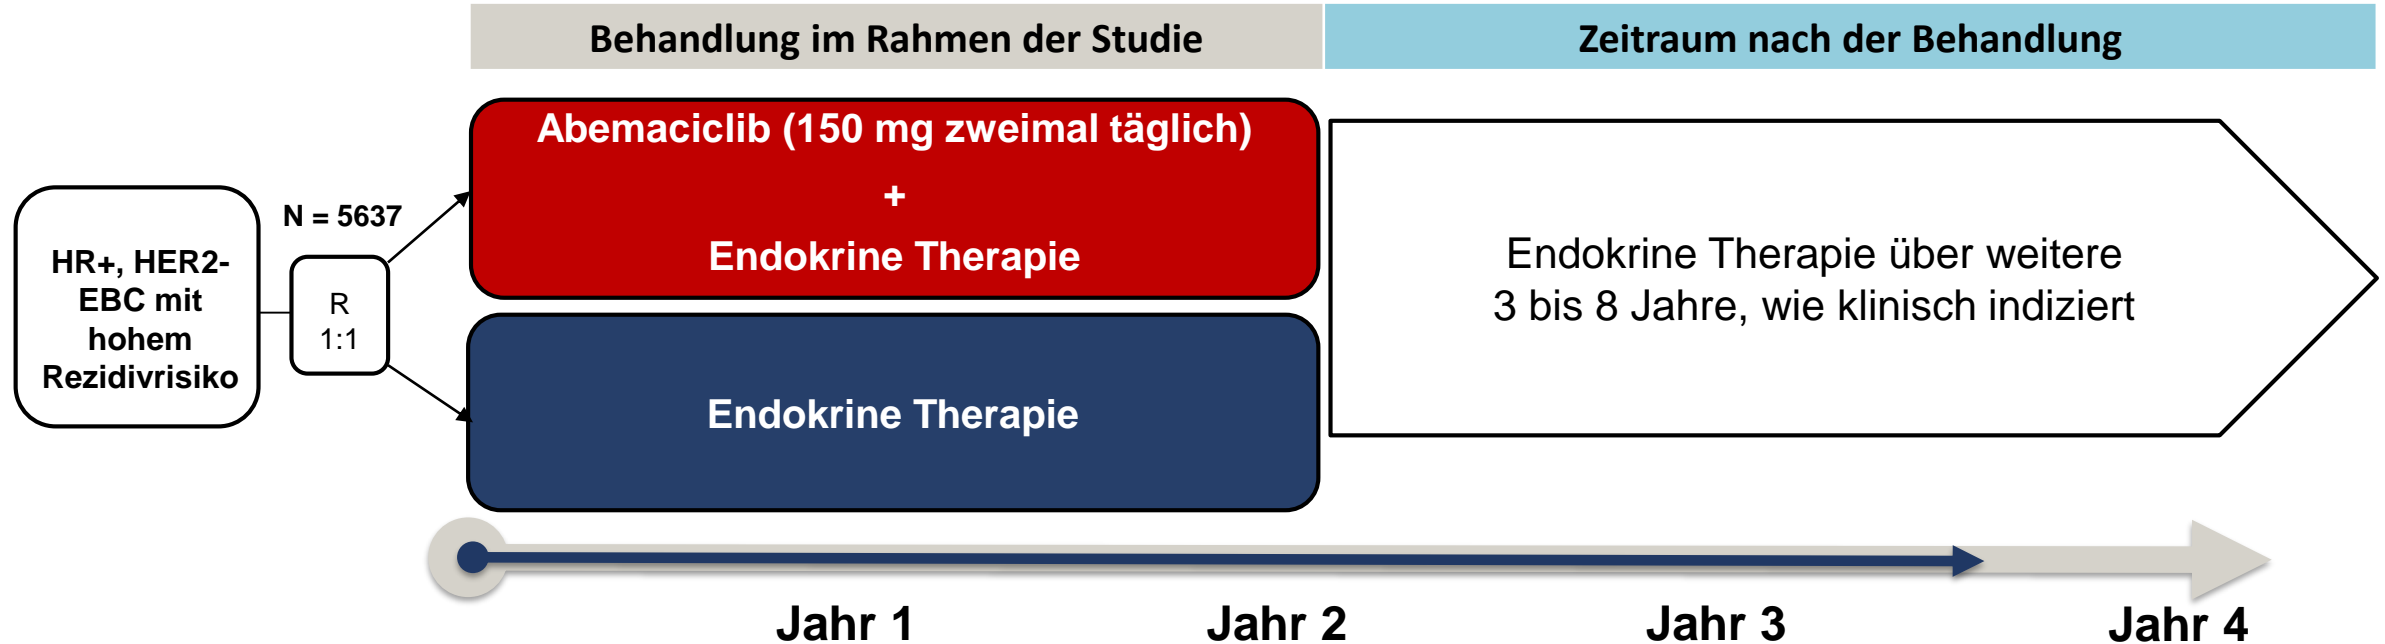 Behandlung im Rahmen der Studie
Zeitraum nach der Behandlung
HR+, HER2-
EBC mit
hohem
Rezidivrisiko
N = 5637
R
1:1
Abemaciclib (150 mg zweimal täglich)
+
Endokrine Therapie
Endokrine Therapie
Endokrine Therapie über weitere
3 bis 8 Jahre, wie klinisch indiziert
Jahr 1
Jahr 2
Jahr 3
Jahr 4